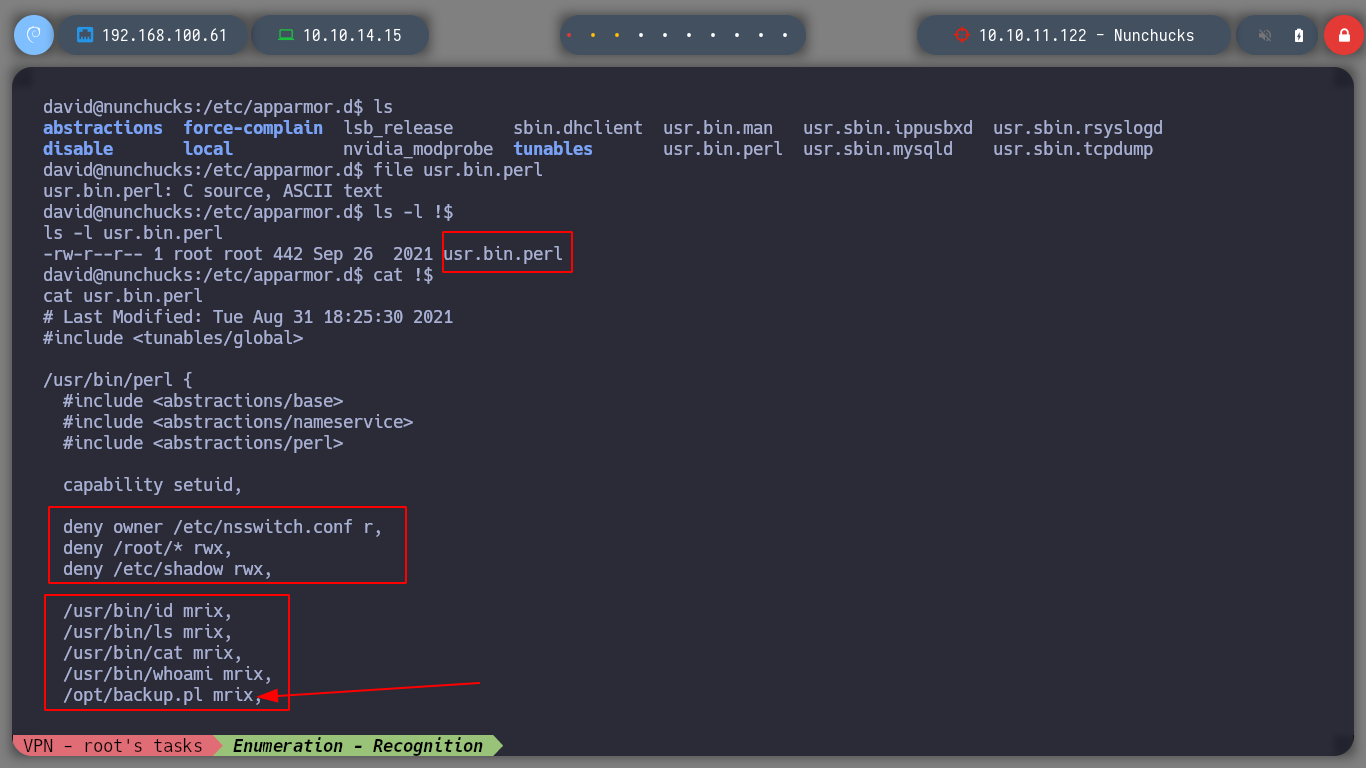 192.168.100.61 10.10.14.15 10.10.11.122 - Nunchucks
david@nunchucks:/etc/apparmor.d$ ls
abstractions force-complain lsb_release sbin.dhclient usr.bin.man usr.sbin.ippusbxd usr.sbin.rsyslogd
disable local nvidia_modprobe tunables usr.bin.perl usr.sbin.mysqld usr.sbin.tcpdump
david@nunchucks:/etc/apparmor.d$ file usr.bin.perl
usr.bin.perl: C source, ASCII text
david@nunchucks:/etc/apparmor.d$ ls -l !$
ls -l usr.bin.perl
-rw-r--r-- 1 root root 442 Sep 26  2021 usr.bin.perl
david@nunchucks:/etc/apparmor.d$ cat !$
cat usr.bin.perl
# Last Modified: Tue Aug 31 18:25:30 2021
#include <tunables/global>
/usr/bin/perl {
#include <abstractions/base>
#include <abstractions/nameservice>
#include <abstractions/perl>
capability setuid,
deny owner /etc/nsswitch.conf r,
deny /root/* rwx,
deny /etc/shadow rwx,
/usr/bin/id mrix,
/usr/bin/ls mrix,
/usr/bin/cat mrix,
/usr/bin/whoami mrix,
/opt/backup.pl mrix,
VPN - root's tasks Enumeration - Recognition